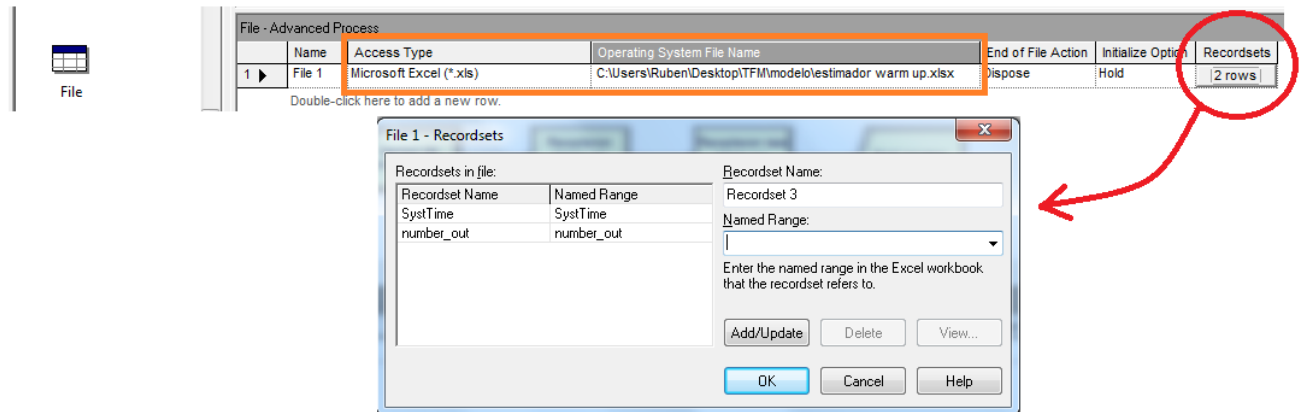 File
File - Advanced Process
Name Access Type Operating System File Name End of File Action Initialize Option Recordsets
1 File 1 Microsoft Excel (*.xls) C:\Users\Ruben\Desktop\TFM\modelo\estimador warm up.xlsx Dispose Hold 2 rows
Double-click here to add a new row.
File 1 - Recordsets
Recordsets in file:
Recordset Name Named Range
SystTime SystTime
number_out number_out
Recordset Name:
Recordset 3
Named Range:
Enter the named range in the Excel workbook
that the recordset refers to.
Add/Update Delete View...
OK Cancel Help